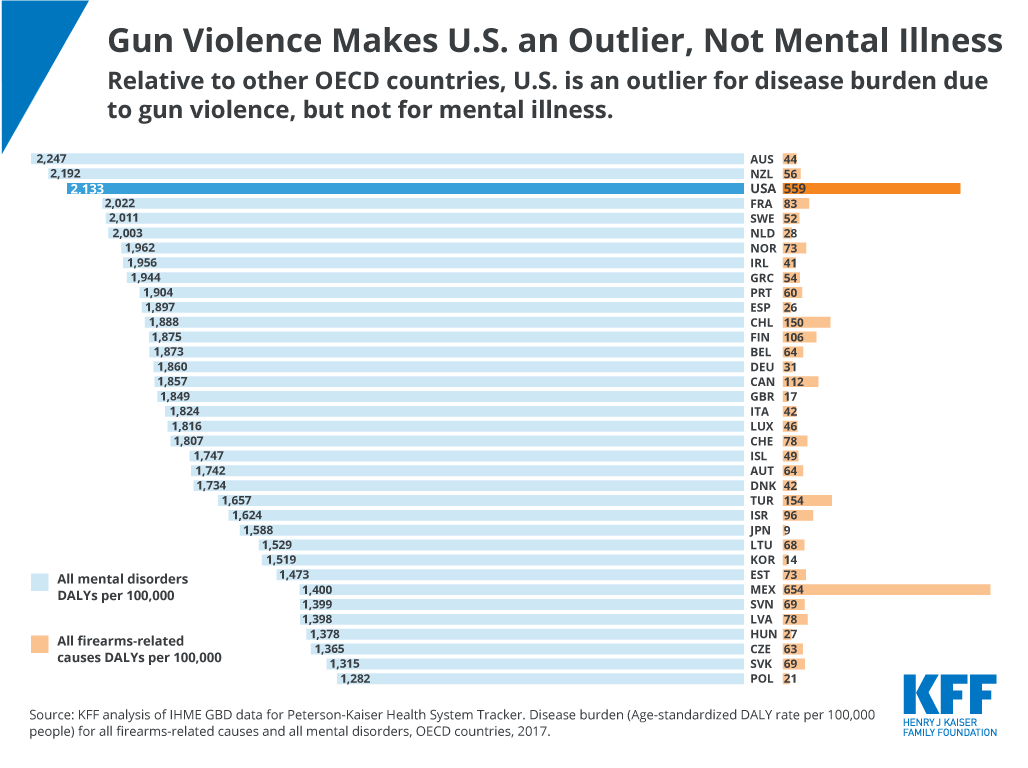 Gun Violence Makes U.S. an Outlier, Not Mental Illness
Relative to other OECD countries, U.S. is an outlier for disease burden due
to gun violence, but not for mental illness.
2,247 AUS 44
2,192 NZL 56
2,133 USA 559
2,022 FRA 83
2,011 SWE 52
2,003 NLD 28
1,962 NOR 73
1,956 IRL 41
1,944 GRC 54
1,904 PRT 60
1,897 ESP 26
1,888 CHL 150
1,875 FIN 106
1,873 BEL 64
1,860 DEU 31
1,857 CAN 112
1,849 GBR 17
1,824 ITA 42
1,816 LUX 46
1,807 CHE 78
1,747 ISL 49
1,742 AUT 64
1,734 DNK 42
1,657 TUR 154
1,624 ISR 96
1,588 JPN 9
1,529 LTU 68
1,519 KOR 14
1,473 EST 73
1,400 MEX 654
1,399 SVN 69
1,398 LVA 78
1,378 HUN 27
1,365 CZE 63
1,315 SVK 69
1,282 POL 21
All mental disorders
DALYs per 100,000
All firearms-related
causes DALYs per 100,000
Source: KFF analysis of IHME GBD data for Peterson-Kaiser Health System Tracker. Disease burden (Age-standardized DALY rate per 100,000
people) for all firearms-related causes and all mental disorders, OECD countries, 2017.
KFF
HENRY J KAISER
FAMILY FOUNDATION